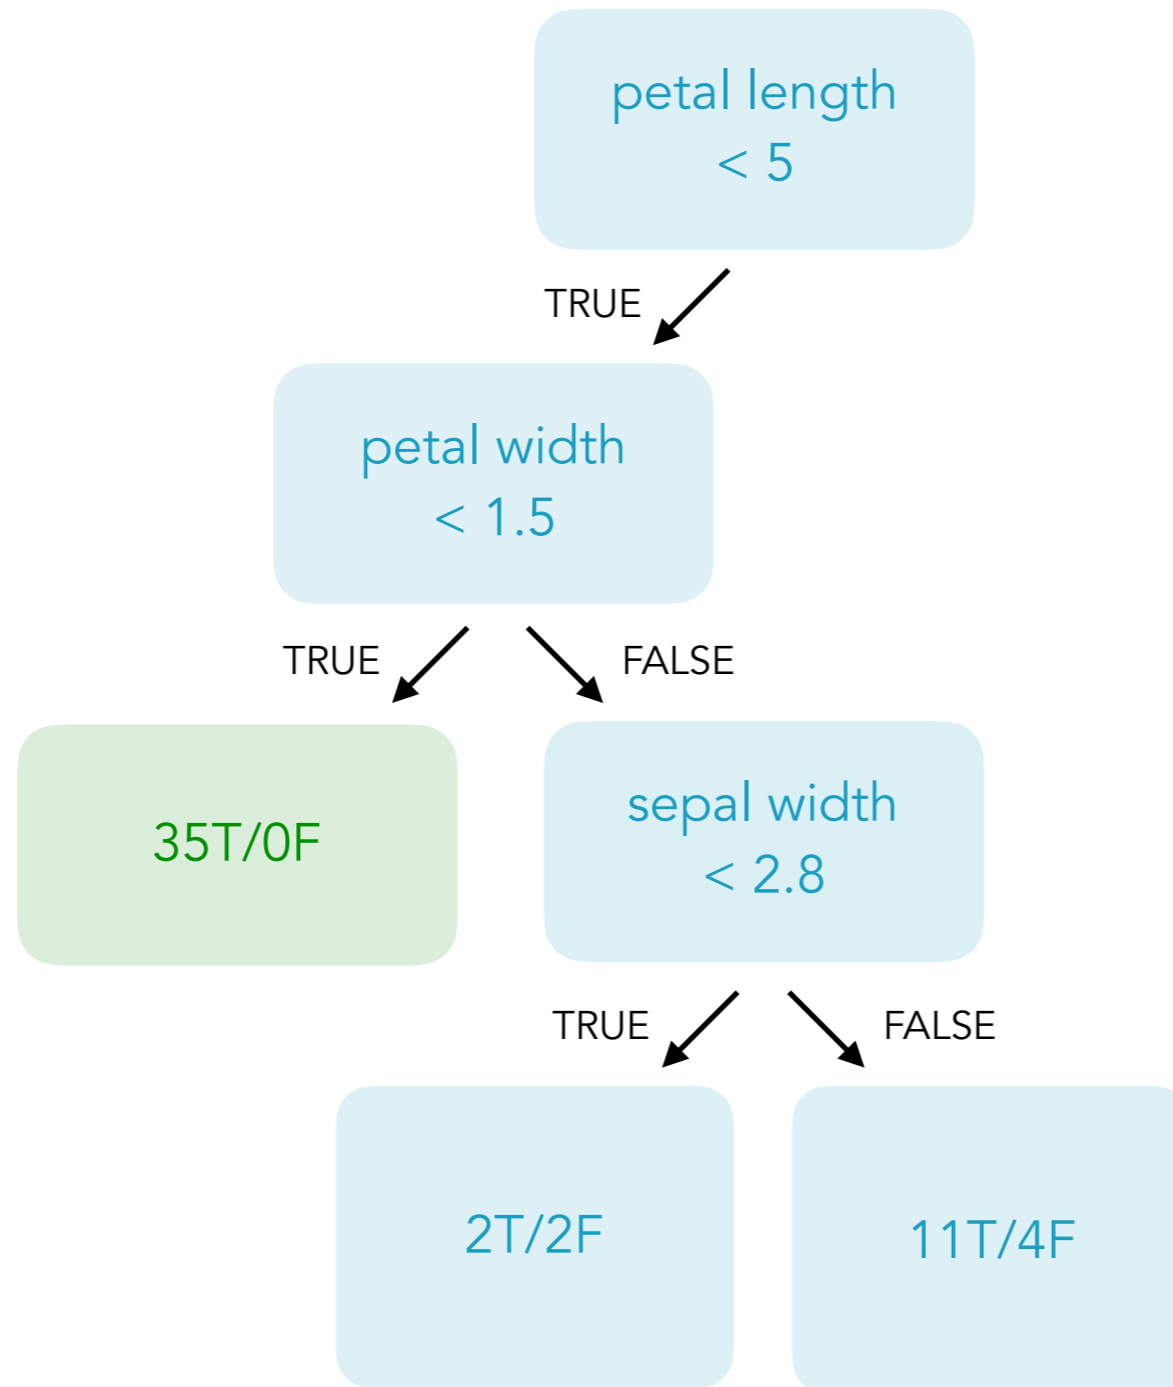 petal length
< 5
TRUE
petal width
< 1.5
TRUE
FALSE
35T/0F
sepal width
< 2.8
TRUE
FALSE
2T/2F
11T/4F